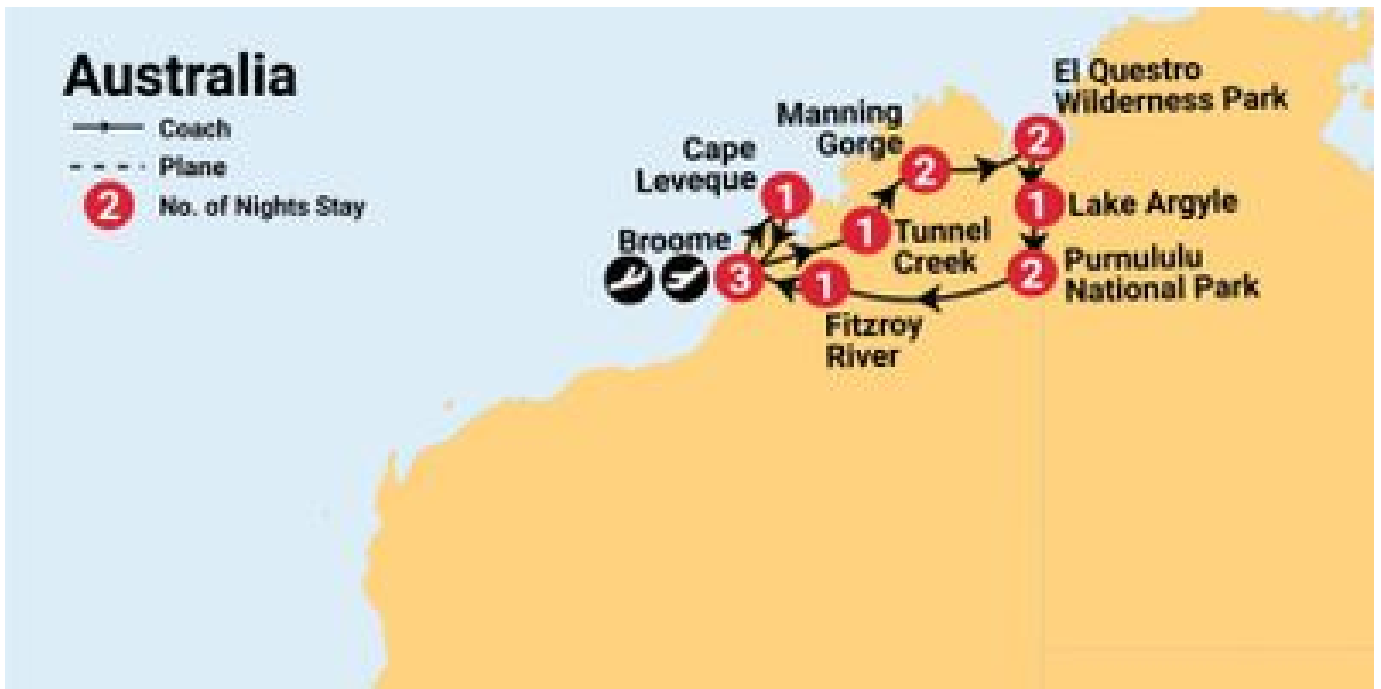 Australia
Coach
Plane
2 No. of Nights Stay
El Questro
Wilderness Park
2
Manning
Gorge
2
Cape
Leveque
1
1 Lake Argyle
Broome
3
1 Tunnel
Creek
2 Purnululu
National Park
1
Fitzroy
River